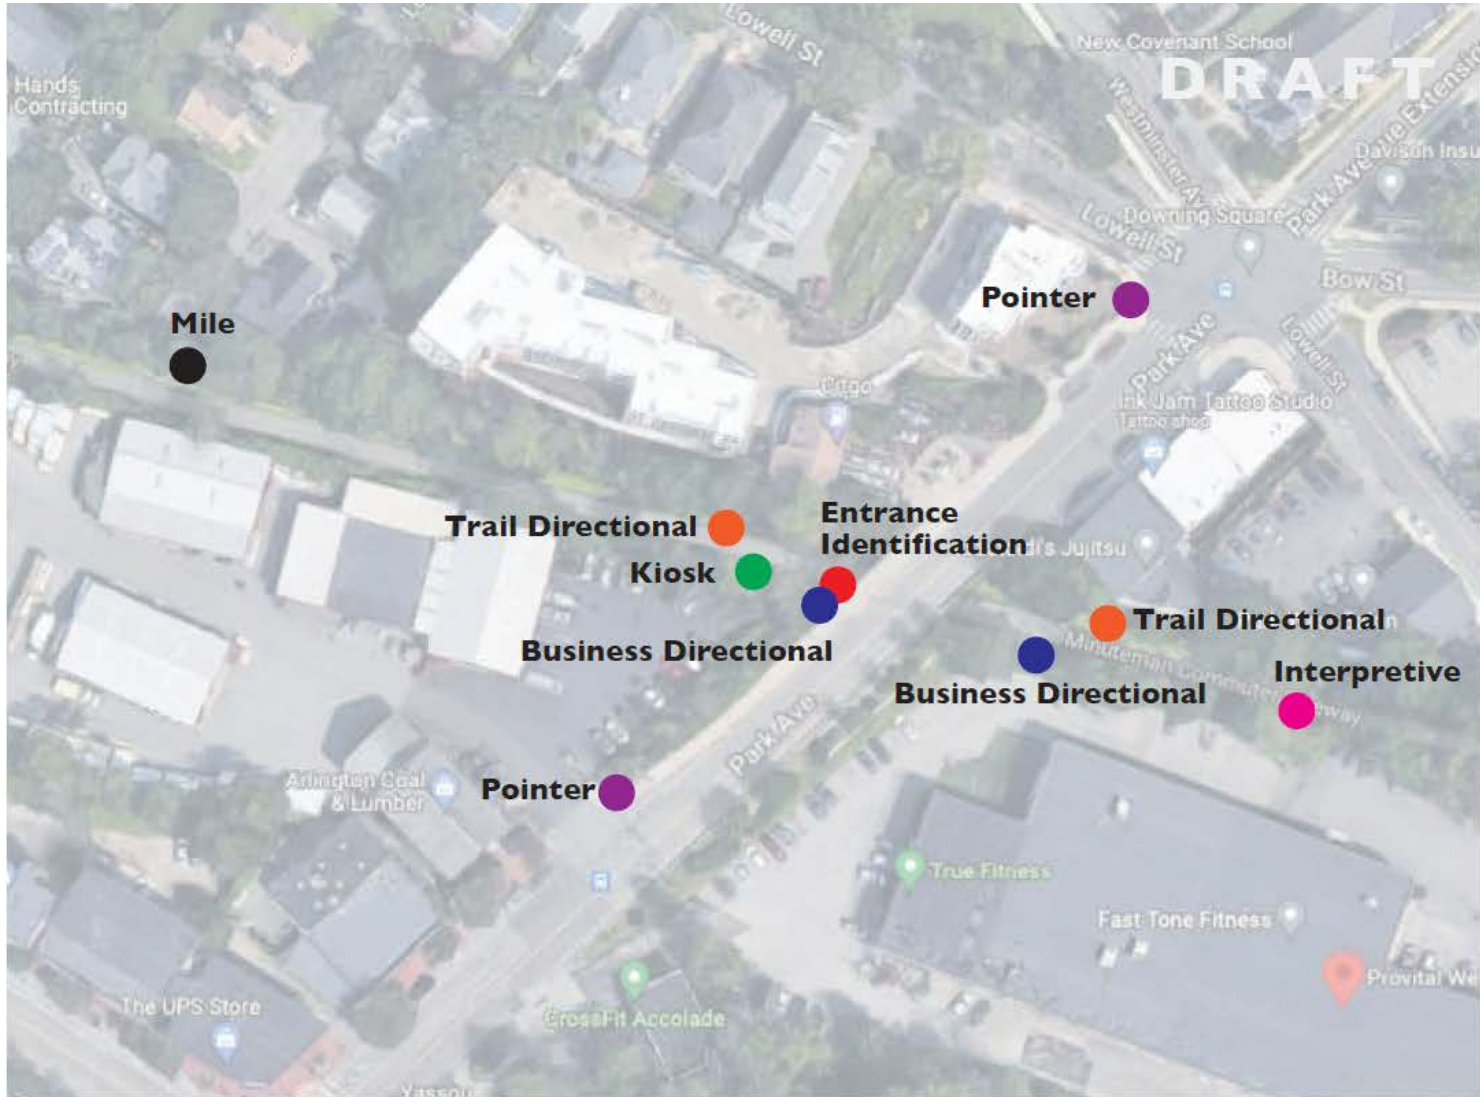 Lowell St
New Covenant School
DRAFT
Hands
Contracting
Westminster Av
Park Ave
Davison Insu
Downing Square
Lowell St
Bow St
Pointer
Mile
Park Ave
Lowell St
Citgo
Ink Jam Tattoo Studio
Tattoo shop
Entrance
Identification
Trail Directional
Kiosk
Jujitsu
Trail Directional
Business Directional
Minuteman Commuter
Interpretive
Business Directional
Park Ave
Arlington Coal
& Lumber
Pointer
True Fitness
Fast Tone Fitness
Provital We
The UPS Store
CrossFit Accolade
Yassou